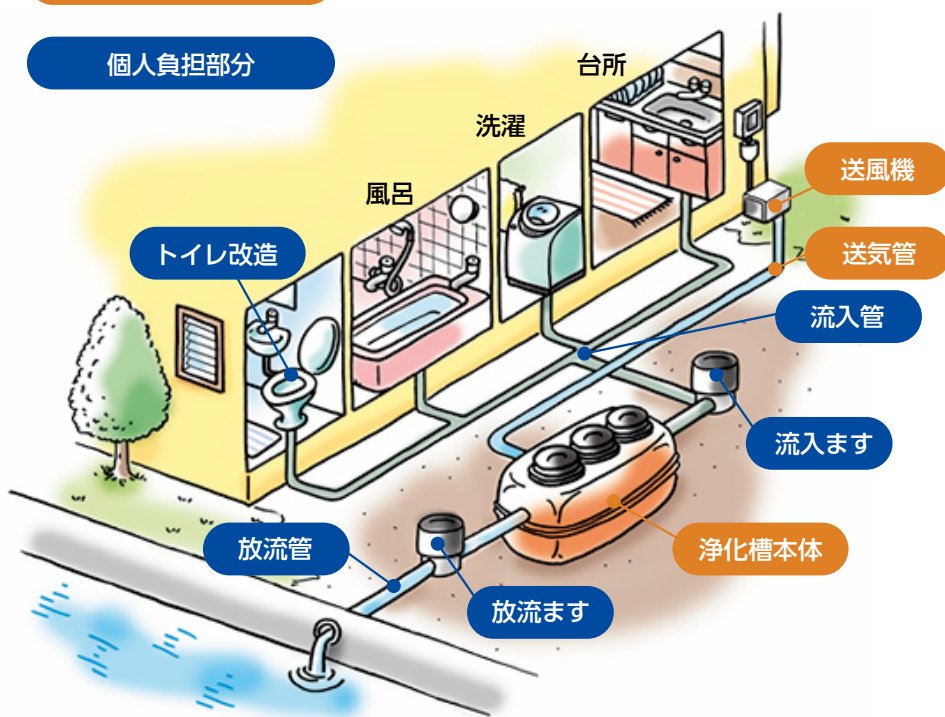 個人負担部分
台所
洗濯
送風機
風呂
トイレ改造
送気管
流入管
流入ます
放流管
浄化槽本体
放流ます